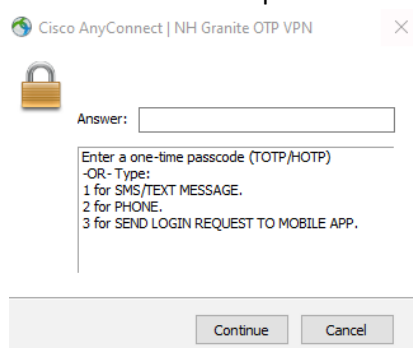 Cisco AnyConnect | NH Granite OTP VPN
Answer:
Enter a one-time passcode (TOTP/HOTP)
-OR- Type:
1 for SMS/TEXT MESSAGE.
2 for PHONE.
3 for SEND LOGIN REQUEST TO MOBILE APP.
Continue Cancel